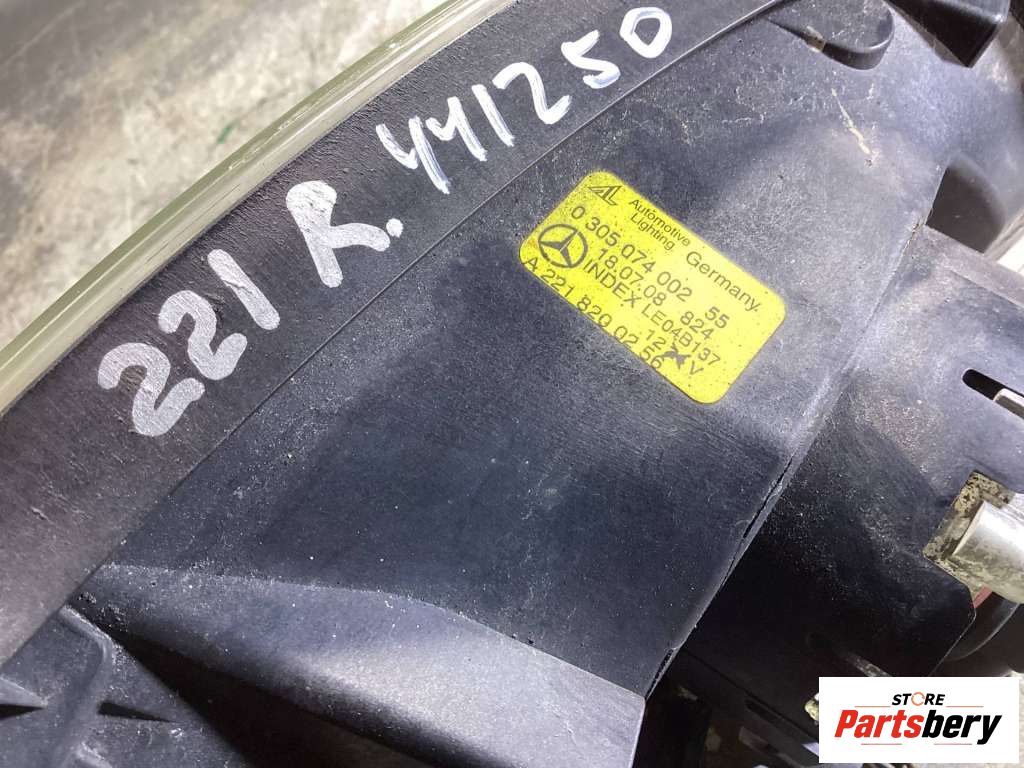 221 R. 441250
AL Automotive Lighting Germany.
0 305 074 002 55
18.07.08 824
INDEX LE04B137
12 V
A 221 820 02 59
STORE
Partsbery